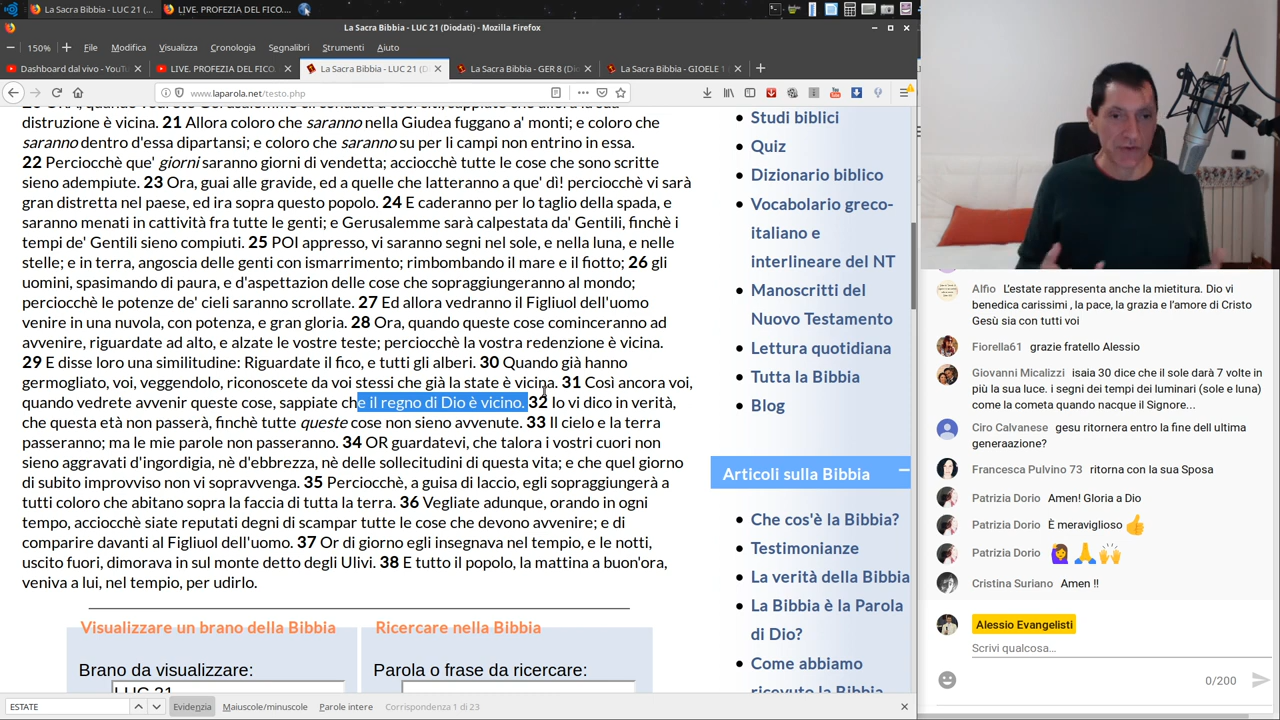 La Sacra Bibbia - LUC 21 (...
LIVE. PROFEZIA DEL FICO....
La Sacra Bibbia - LUC 21 (Diodati) - Mozilla Firefox
150%
File Modifica Visualizza Cronologia Segnalibri Strumenti Aiuto
Dashboard dal vivo - YouTu
LIVE. PROFEZIA DEL FICO.
La Sacra Bibbia - LUC 21 (D
La Sacra Bibbia - GER 8 (Dio
La Sacra Bibbia - GIOELE 1
www.laparola.net/testo.php
distruzione è vicina. 21 Allora coloro che saranno nella Giudea fuggano a' monti; e coloro che
saranno dentro d'essa dipartansi; e coloro che saranno su per li campi non entrino in essa.
22 Perciocchè que' giorni saranno giorni di vendetta; acciocchè tutte le cose che sono scritte
sieno adempiute. 23 Ora, guai alle gravide, ed a quelle che latteranno a que' dì! perciocchè vi sarà
gran distretta nel paese, ed ira sopra questo popolo. 24 E caderanno per lo taglio della spada, e
saranno menati in cattività fra tutte le genti; e Gerusalemme sarà calpestata da' Gentili, finchè i
tempi de' Gentili sieno compiuti. 25 POI appresso, vi saranno segni nel sole, e nella luna, e nelle
stelle; e in terra, angoscia delle genti con ismarrimento; rimbombando il mare e il fiotto; 26 gli
uomini, spasimando di paura, e d'aspettazion delle cose che sopraggiungeranno al mondo;
perciocchè le potenze de' cieli saranno scrollate. 27 Ed allora vedranno il Figliuol dell'uomo
venire in una nuvola, con potenza, e gran gloria. 28 Ora, quando queste cose cominceranno ad
avvenire, riguardate ad alto, e alzate le vostre teste; perciocchè la vostra redenzione è vicina.
29 E disse loro una similitudine: Riguardate il fico, e tutti gli alberi. 30 Quando già hanno
germogliato, voi, veggendolo, riconoscete da voi stessi che già la state è vicina. 31 Così ancora voi,
quando vedrete avvenir queste cose, sappiate che il regno di Dio è vicino. 32 Io vi dico in verità,
che questa età non passerà, finchè tutte queste cose non sieno avvenute. 33 Il cielo e la terra
passeranno; ma le mie parole non passeranno. 34 OR guardatevi, che talora i vostri cuori non
sieno aggravati d'ingordigia, nè d'ebbrezza, nè delle sollecitudini di questa vita; e che quel giorno
di subito improvviso non vi sopravvenga. 35 Perciocchè, a guisa di laccio, egli sopraggiungerà a
tutti coloro che abitano sopra la faccia di tutta la terra. 36 Vegliate adunque, orando in ogni
tempo, acciocchè siate reputati degni di scampar tutte le cose che devono avvenire; e di
comparire davanti al Figliuol dell'uomo. 37 Or di giorno egli insegnava nel tempio, e le notti,
uscito fuori, dimorava in sul monte detto degli Ulivi. 38 E tutto il popolo, la mattina a buon'ora,
veniva a lui, nel tempio, per udirlo.
Visualizzare un brano della Bibbia
Brano da visualizzare:
LUC 21
Ricercare nella Bibbia
Parola o frase da ricercare:
Studi biblici
Quiz
Dizionario biblico
Vocabolario greco-
italiano e
interlineare del NT
Manoscritti del
Nuovo Testamento
Lettura quotidiana
Tutta la Bibbia
Blog
Articoli sulla Bibbia
Che cos'è la Bibbia?
Testimonianze
La verità della Bibbia
La Bibbia è la Parola
di Dio?
Come abbiamo
ricevuto la Bibbia
ESTATE
Evidenzia Maiuscole/minuscole Parole intere Corrispondenza 1 di 23
Alfio L'estate rappresenta anche la mietitura. Dio vi
benedica carissimi , la pace, la grazia e l'amore di Cristo
Gesù sia con tutti voi
Fiorella61 grazie fratello Alessio
Giovanni Micalizzi isaia 30 dice che il sole darà 7 volte in
più la sua luce. i segni dei tempi dei luminari (sole e luna)
come la cometa quando nacque il Signore...
Ciro Calvanese gesu ritornera entro la fine dell ultima
generaazione?
Francesca Pulvino 73 ritorna con la sua Sposa
Patrizia Dorio Amen! Gloria a Dio
Patrizia Dorio È meraviglioso 👍
Patrizia Dorio 🙋‍♀️🙏🙌
Cristina Suriano Amen !!
Alessio Evangelisti
Scrivi qualcosa...
0/200